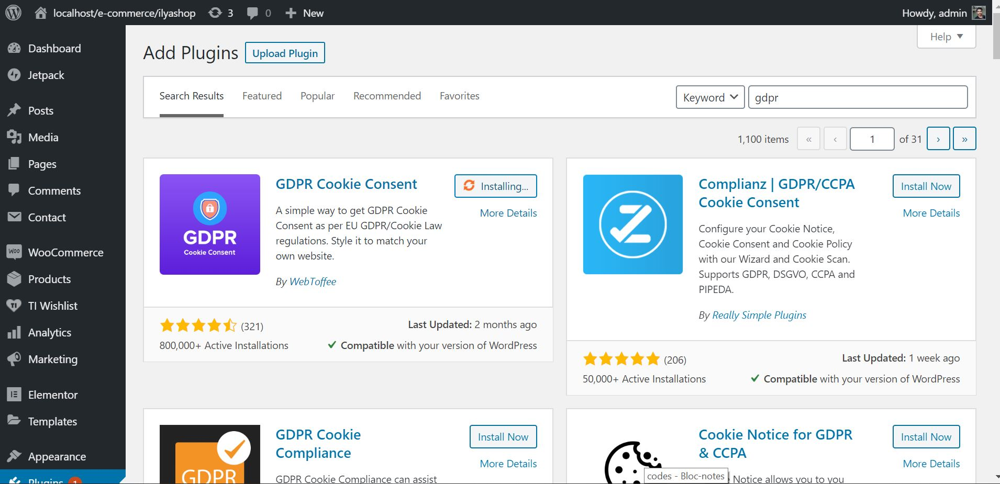 localhost/e-commerce/ilyashop 3 0 New Howdy, admin
Help
Dashboard
Jetpack
Posts
Media
Pages
Comments
Contact
WooCommerce
Products
TI Wishlist
Analytics
Marketing
Elementor
Templates
Appearance
Plugins 1
Add Plugins Upload Plugin
Search Results Featured Popular Recommended Favorites Keyword gdpr
1,100 items « ‹ 1 of 31 › »
GDPR
Cookie Consent
GDPR Cookie Consent
Installing...
More Details
A simple way to get GDPR Cookie
Consent as per EU GDPR/Cookie Law
regulations. Style it to match your
own website.
By WebToffee
(321)
Last Updated: 2 months ago
800,000+ Active Installations
Compatible with your version of WordPress
Complianz | GDPR/CCPA
Cookie Consent
Install Now
More Details
Configure your Cookie Notice,
Cookie Consent and Cookie Policy
with our Wizard and Cookie Scan.
Supports GDPR, DSGVO, CCPA and
PIPEDA.
By Really Simple Plugins
(206)
Last Updated: 1 week ago
50,000+ Active Installations
Compatible with your version of WordPress
GDPR
GDPR Cookie
Compliance
Install Now
More Details
GDPR Cookie Compliance can assist
Cookie Notice for GDPR
& CCPA
Install Now
More Details
Notice allows you to you
codes - Bloc-notes